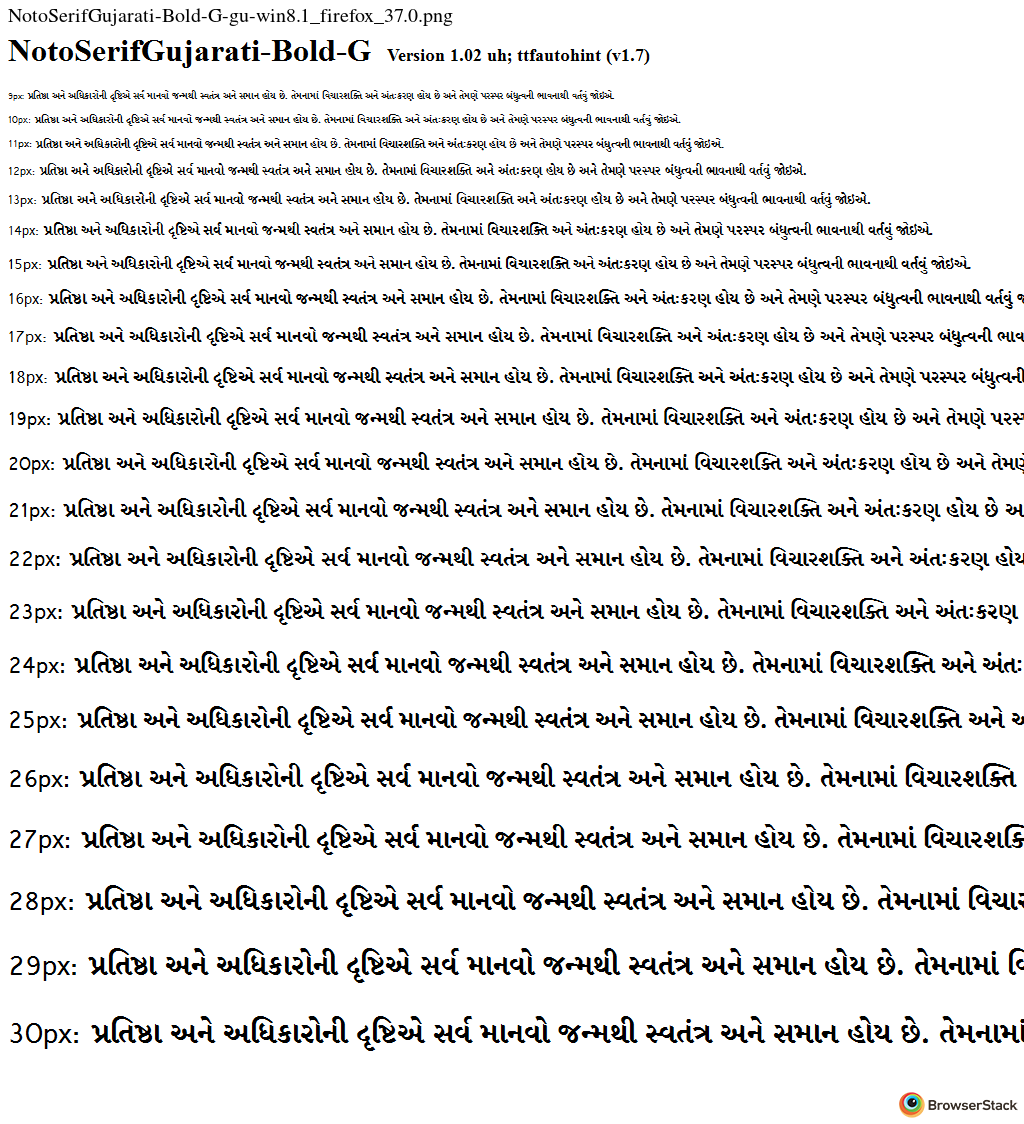 NotoSerifGujarati-Bold-G-gu-win8.1_firefox_37.0.png
NotoSerifGujarati-Bold-G Version 1.02 uh; ttfautohint (v1.7)
9px: પ્રતિષ્ઠા અને અધિકારોની દૃષ્ટિએ સર્વ માનવો જન્મથી સ્વતંત્ર અને સમાન હોય છે. તેમનામાં વિચારશક્તિ અને અંતઃકરણ હોય છે અને તેમણે પરસ્પર બંધુત્વની ભાવનાથી વર્તવું જોઇએ.
10px: પ્રતિષ્ઠા અને અધિકારોની દૃષ્ટિએ સર્વ માનવો જન્મથી સ્વતંત્ર અને સમાન હોય છે. તેમનામાં વિચારશક્તિ અને અંતઃકરણ હોય છે અને તેમણે પરસ્પર બંધુત્વની ભાવનાથી વર્તવું જોઇએ.
11px: પ્રતિષ્ઠા અને અધિકારોની દૃષ્ટિએ સર્વ માનવો જન્મથી સ્વતંત્ર અને સમાન હોય છે. તેમનામાં વિચારશક્તિ અને અંતઃકરણ હોય છે અને તેમણે પરસ્પર બંધુત્વની ભાવનાથી વર્તવું જોઇએ.
12px: પ્રતિષ્ઠા અને અધિકારોની દૃષ્ટિએ સર્વ માનવો જન્મથી સ્વતંત્ર અને સમાન હોય છે. તેમનામાં વિચારશક્તિ અને અંતઃકરણ હોય છે અને તેમણે પરસ્પર બંધુત્વની ભાવનાથી વર્તવું જોઇએ.
13px: પ્રતિષ્ઠા અને અધિકારોની દૃષ્ટિએ સર્વ માનવો જન્મથી સ્વતંત્ર અને સમાન હોય છે. તેમનામાં વિચારશક્તિ અને અંતઃકરણ હોય છે અને તેમણે પરસ્પર બંધુત્વની ભાવનાથી વર્તવું જોઇએ.
14px: પ્રતિષ્ઠા અને અધિકારોની દૃષ્ટિએ સર્વ માનવો જન્મથી સ્વતંત્ર અને સમાન હોય છે. તેમનામાં વિચારશક્તિ અને અંતઃકરણ હોય છે અને તેમણે પરસ્પર બંધુત્વની ભાવનાથી વર્તવું જોઇએ.
15px: પ્રતિષ્ઠા અને અધિકારોની દૃષ્ટિએ સર્વ માનવો જન્મથી સ્વતંત્ર અને સમાન હોય છે. તેમનામાં વિચારશક્તિ અને અંતઃકરણ હોય છે અને તેમણે પરસ્પર બંધુત્વની ભાવનાથી વર્તવું જોઇએ.
16px: પ્રતિષ્ઠા અને અધિકારોની દૃષ્ટિએ સર્વ માનવો જન્મથી સ્વતંત્ર અને સમાન હોય છે. તેમનામાં વિચારશક્તિ અને અંતઃકરણ હોય છે અને તેમણે પરસ્પર બંધુત્વની ભાવનાથી વર્તવું
17px: પ્રતિષ્ઠા અને અધિકારોની દૃષ્ટિએ સર્વ માનવો જન્મથી સ્વતંત્ર અને સમાન હોય છે. તેમનામાં વિચારશક્તિ અને અંતઃકરણ હોય છે અને તેમણે પરસ્પર બંધુત્વની ભાવ
18px: પ્રતિષ્ઠા અને અધિકારોની દૃષ્ટિએ સર્વ માનવો જન્મથી સ્વતંત્ર અને સમાન હોય છે. તેમનામાં વિચારશક્તિ અને અંતઃકરણ હોય છે અને તેમણે પરસ્પર બંધુત્વની
19px: પ્રતિષ્ઠા અને અધિકારોની દૃષ્ટિએ સર્વ માનવો જન્મથી સ્વતંત્ર અને સમાન હોય છે. તેમનામાં વિચારશક્તિ અને અંતઃકરણ હોય છે અને તેમણે પરસ્
20px: પ્રતિષ્ઠા અને અધિકારોની દૃષ્ટિએ સર્વ માનવો જન્મથી સ્વતંત્ર અને સમાન હોય છે. તેમનામાં વિચારશક્તિ અને અંતઃકરણ હોય છે અને તેમણે
21px: પ્રતિષ્ઠા અને અધિકારોની દૃષ્ટિએ સર્વ માનવો જન્મથી સ્વતંત્ર અને સમાન હોય છે. તેમનામાં વિચારશક્તિ અને અંતઃકરણ હોય છે અ
22px: પ્રતિષ્ઠા અને અધિકારોની દૃષ્ટિએ સર્વ માનવો જન્મથી સ્વતંત્ર અને સમાન હોય છે. તેમનામાં વિચારશક્તિ અને અંતઃકરણ હોય
23px: પ્રતિષ્ઠા અને અધિકારોની દૃષ્ટિએ સર્વ માનવો જન્મથી સ્વતંત્ર અને સમાન હોય છે. તેમનામાં વિચારશક્તિ અને અંતઃકરણ
24px: પ્રતિષ્ઠા અને અધિકારોની દૃષ્ટિએ સર્વ માનવો જન્મથી સ્વતંત્ર અને સમાન હોય છે. તેમનામાં વિચારશક્તિ અને અંતઃ
25px: પ્રતિષ્ઠા અને અધિકારોની દૃષ્ટિએ સર્વ માનવો જન્મથી સ્વતંત્ર અને સમાન હોય છે. તેમનામાં વિચારશક્તિ અને અ
26px: પ્રતિષ્ઠા અને અધિકારોની દૃષ્ટિએ સર્વ માનવો જન્મથી સ્વતંત્ર અને સમાન હોય છે. તેમનામાં વિચારશક્તિ
27px: પ્રતિષ્ઠા અને અધિકારોની દૃષ્ટિએ સર્વ માનવો જન્મથી સ્વતંત્ર અને સમાન હોય છે. તેમનામાં વિચારશક્તિ
28px: પ્રતિષ્ઠા અને અધિકારોની દૃષ્ટિએ સર્વ માનવો જન્મથી સ્વતંત્ર અને સમાન હોય છે. તેમનામાં વિચાર
29px: પ્રતિષ્ઠા અને અધિકારોની દૃષ્ટિએ સર્વ માનવો જન્મથી સ્વતંત્ર અને સમાન હોય છે. તેમનામાં
30px: પ્રતિષ્ઠા અને અધિકારોની દૃષ્ટિએ સર્વ માનવો જન્મથી સ્વતંત્ર અને સમાન હોય છે. તેમનામાં
BrowserStack